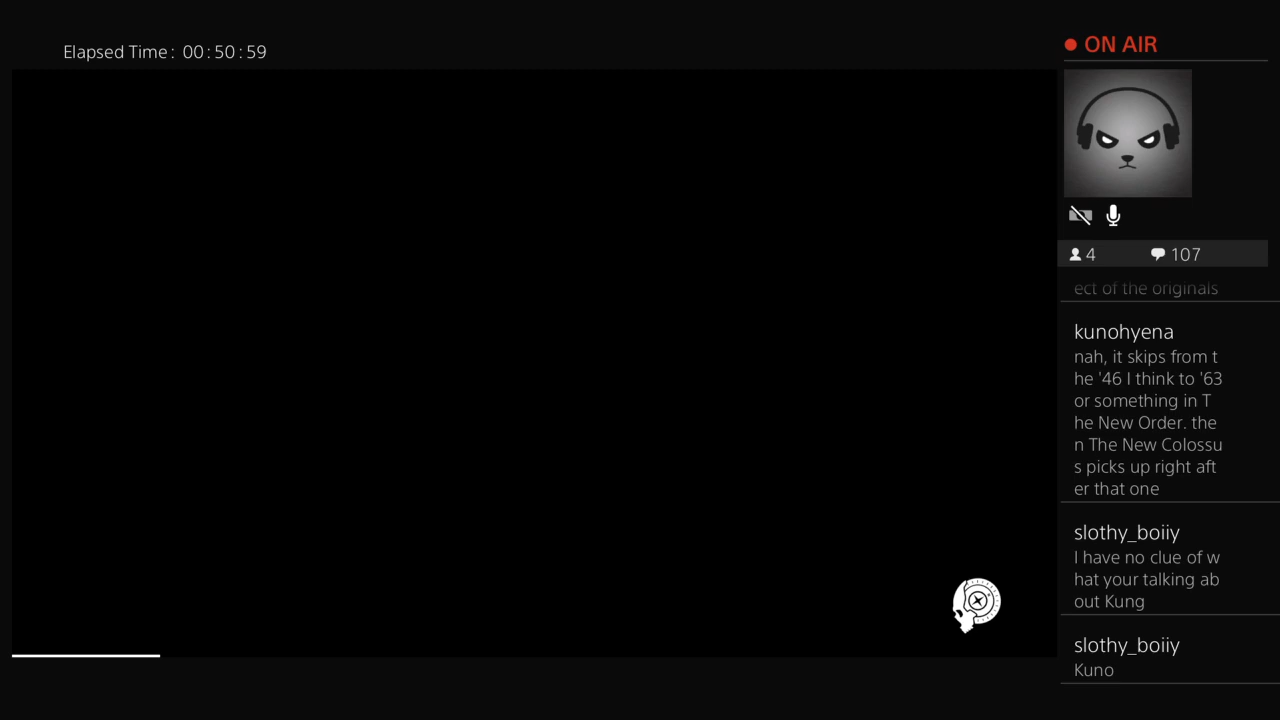 Elapsed Time: 00:50:59
ON AIR
4 107
ect of the originals
kunohyena
nah, it skips from t
he '46 I think to '63
or something in T
he New Order. the
n The New Colossu
s picks up right aft
er that one
slothy_boiiy
I have no clue of w
hat your talking ab
out Kung
slothy_boiiy
Kuno